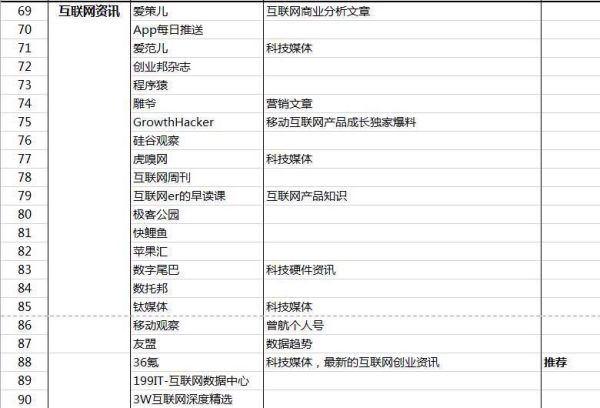 69 互联网资讯 爱策儿 互联网商业分析文章
70 App每日推送
71 爱范儿 科技媒体
72 创业邦杂志
73 程序猿
74 雕爷 营销文章
75 GrowthHacker 移动互联网产品成长独家爆料
76 硅谷观察
77 虎嗅网 科技媒体
78 互联网周刊
79 互联网er的早读课 互联网产品知识
80 极客公园
81 快鲤鱼
82 苹果汇
83 数字尾巴 科技硬件资讯
84 数托邦
85 钛媒体 科技媒体
86 移动观察 曾航个人号
87 友盟 数据趋势
88 36氪 科技媒体，最新的互联网创业资讯 推荐
89 199IT-互联网数据中心
90 3W互联网深度精选